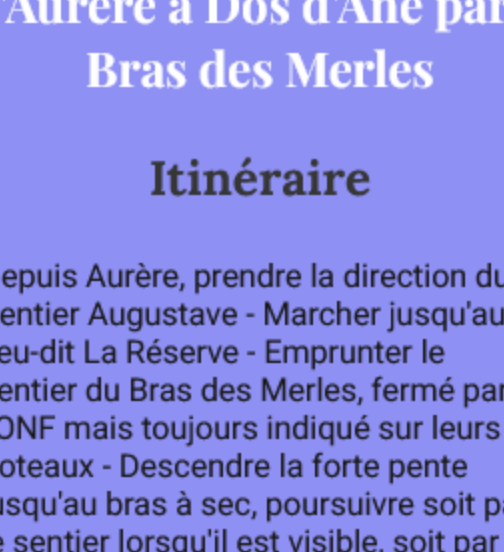 d'Aurère à Dos d'Âne par
Bras des Merles
Itinéraire
epuis Aurère, prendre la direction du
entier Augustave - Marcher jusqu'au
eu-dit La Réserve - Emprunter le
entier du Bras des Merles, fermé par
ONF mais toujours indiqué sur leurs
oteaux - Descendre la forte pente
usqu'au bras à sec, poursuivre soit p
e sentier lorsqu'il est visible, soit par